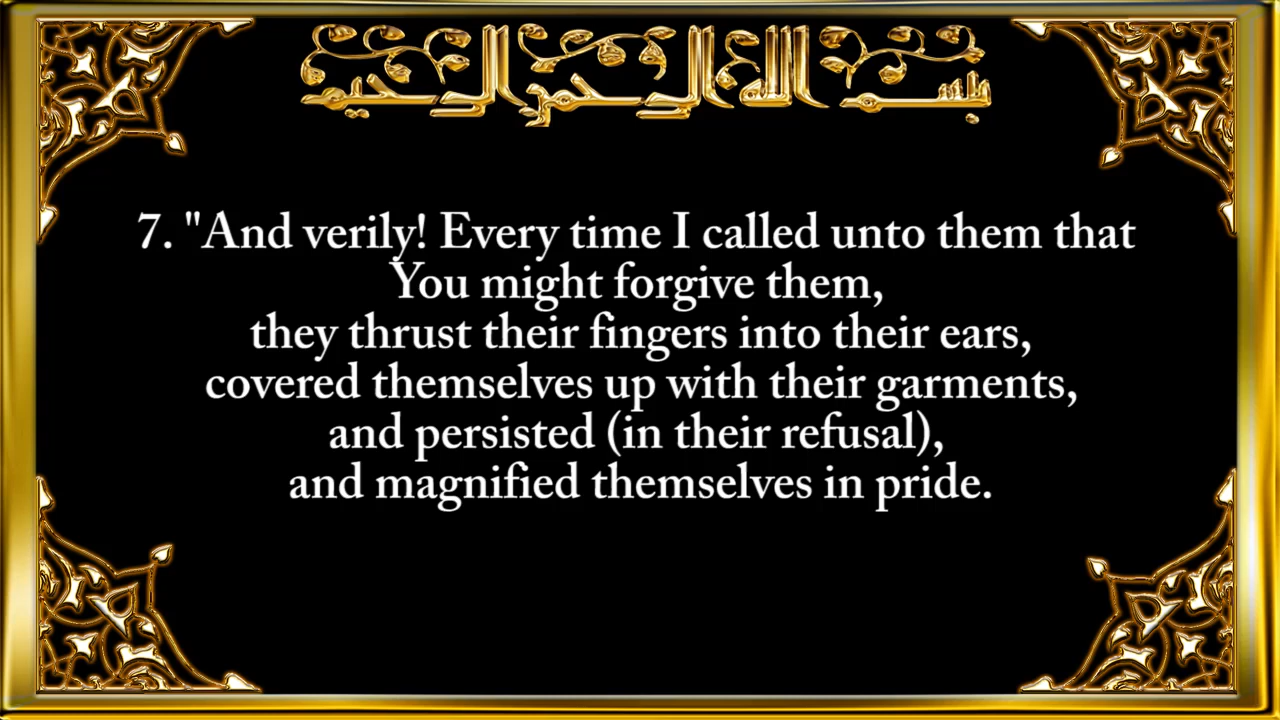 بسم الله الرحمن الرحيم
7. "And verily! Every time I called unto them that
You might forgive them,
they thrust their fingers into their ears,
covered themselves up with their garments,
and persisted (in their refusal),
and magnified themselves in pride.